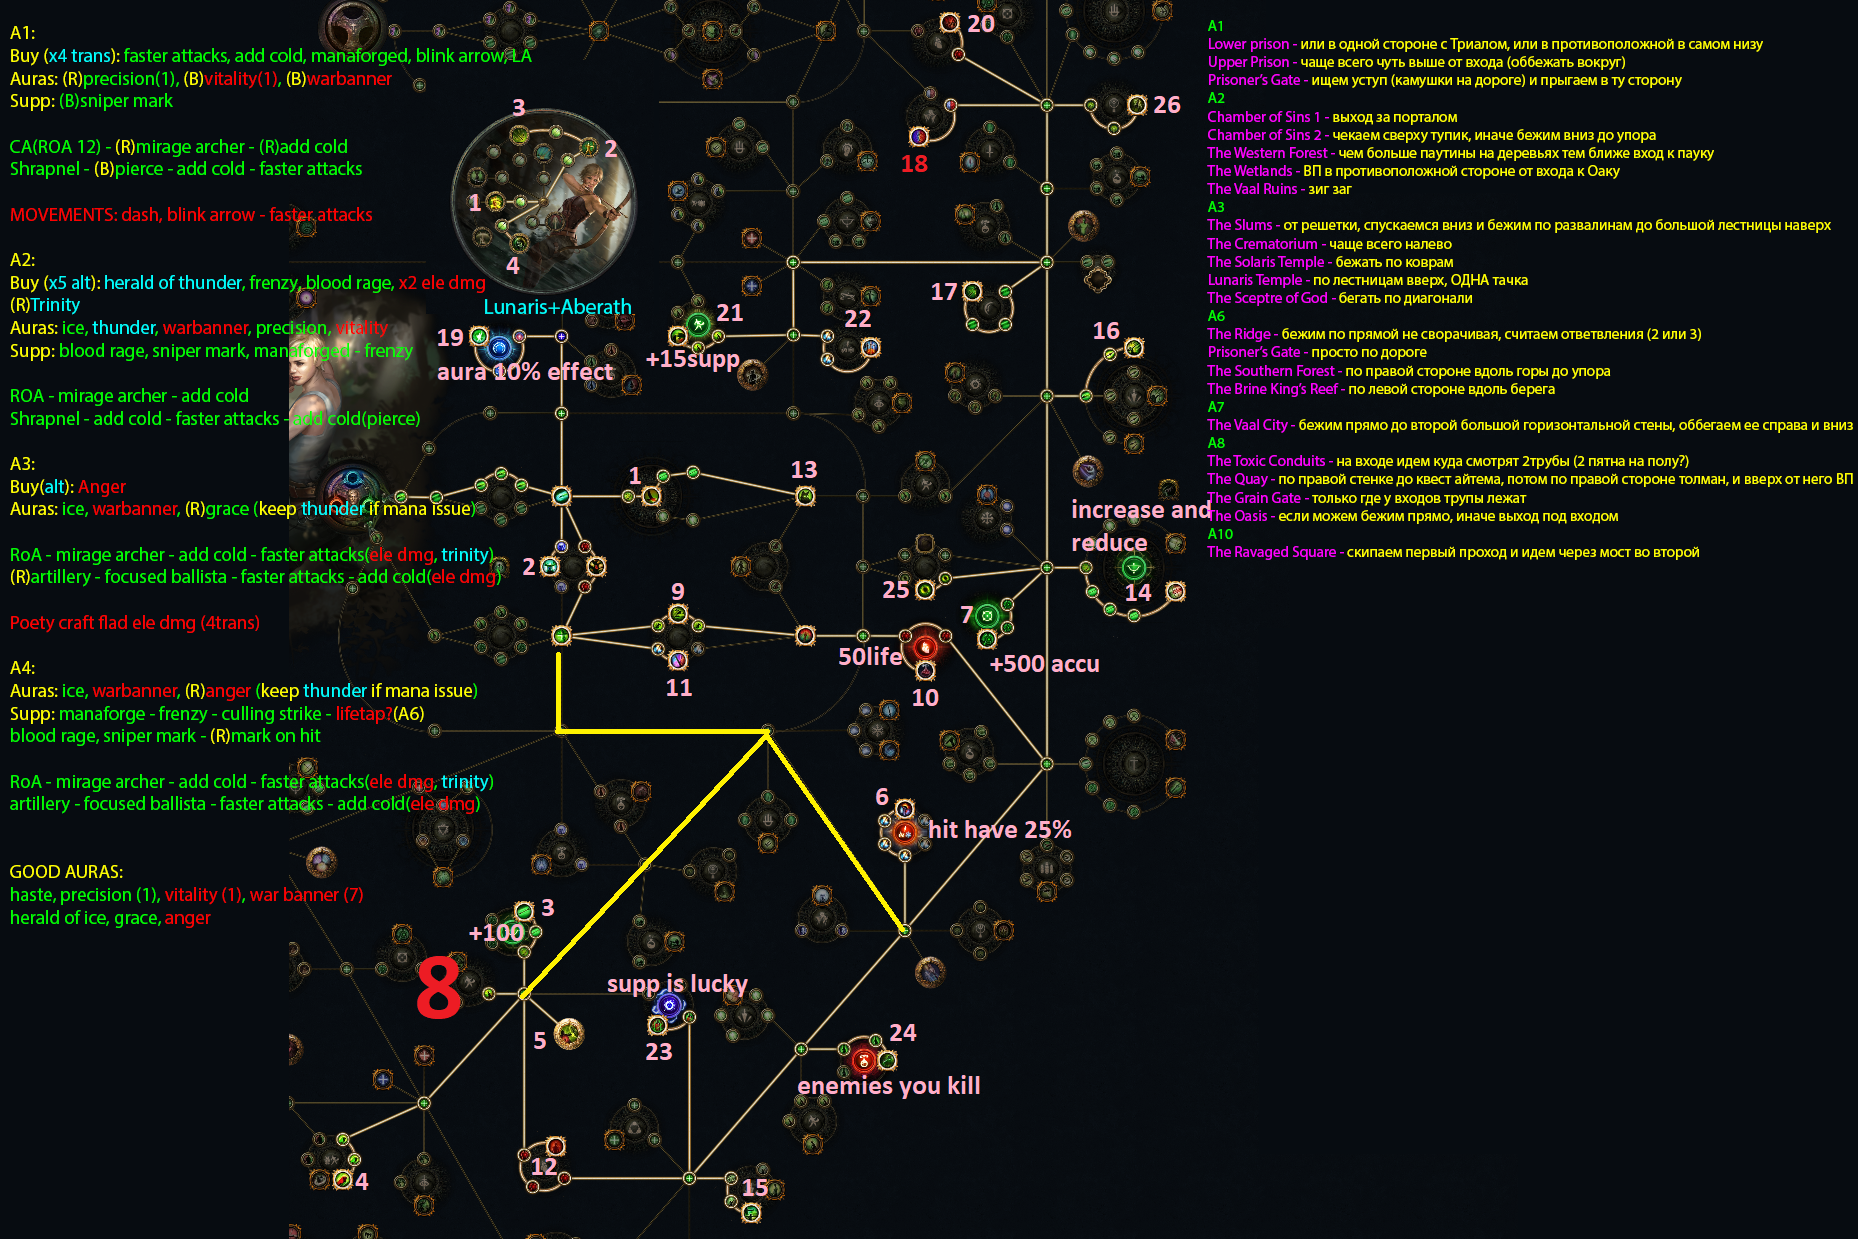 A1:
Buy (x4 trans): faster attacks, add cold, manaforged, blink arrow, LA
Auras: (R)precision(1), (B)vitality(1), (B)warbanner
Supp: (B)sniper mark
CA(ROA 12) - (R)mirage archer - (R)add cold
Shrapnel - (B)pierce - add cold - faster attacks
MOVEMENTS: dash, blink arrow - faster attacks
A2:
Buy (x5 alt): herald of thunder, frenzy, blood rage, x2 ele dmg
(R)Trinity
Auras: ice, thunder, warbanner, precision, vitality
Supp: blood rage, sniper mark, manaforged - frenzy
ROA - mirage archer - add cold
Shrapnel - add cold - faster attacks - add cold(pierce)
A3:
Buy(alt): Anger
Auras: ice, warbanner, (R)grace (keep thunder if mana issue)
RoA - mirage archer - add cold - faster attacks(ele dmg, trinity)
(R)artillery - focused ballista - faster attacks - add cold(ele dmg)
Poety craft flad ele dmg (4trans)
A4:
Auras: ice, warbanner, (R)anger (keep thunder if mana issue)
Supp: manaforge - frenzy - culling strike - lifetap?(A6)
blood rage, sniper mark - (R)mark on hit
RoA - mirage archer - add cold - faster attacks(ele dmg, trinity)
artillery - focused ballista - faster attacks - add cold(ele dmg)
GOOD AURAS:
haste, precision (1), vitality (1), war banner (7)
herald of ice, grace, anger
3
2
1
4
Lunaris+Aberath
20
26
18
17
19
aura 10% effect
21
+15supp
22
16
1
13
increase and
reduce
2
9
25
7
14
50life
+500 accu
11
10
6
hit have 25%
3
+100
8
supp is lucky
5
23
24
enemies you kill
4
12
15
A1
Lower prison - или в одной стороне с Триалом, или в противоположной в самом низу
Upper Prison - чаще всего чуть выше от входа (оббежать вокруг)
Prisoner's Gate - ищем уступ (камушки на дороге) и прыгаем в ту сторону
A2
Chamber of Sins 1 - выход за порталом
Chamber of Sins 2 - чекаем сверху тупик, иначе бежим вниз до упора
The Western Forest - чем больше паутины на деревьях тем ближе вход к пауку
The Wetlands - ВП в противоположной стороне от входа к Оаку
The Vaal Ruins - зиг заг
A3
The Slums - от решетки, спускаемся вниз и бежим по развалинам до большой лестницы наверх
The Crematorium - чаще всего налево
The Solaris Temple - бежать по коврам
Lunaris Temple - по лестницам вверх, ОДНА тачка
The Sceptre of God - бегать по диагонали
A6
The Ridge - бежим по прямой не сворачивая, считаем ответвления (2 или 3)
Prisoner's Gate - просто по дороге
The Southern Forest - по правой стороне вдоль горы до упора
The Brine King's Reef - по левой стороне вдоль берега
A7
The Vaal City - бежим прямо до второй большой горизонтальной стены, оббегаем ее справа и вниз
A8
The Toxic Conduits - на входе идем куда смотрят 2трубы (2 пятна на полу?)
The Quay - по правой стенке до квест айтема, потом по правой стороне толман, и вверх от него ВП
The Grain Gate - только где у входов трупы лежат
The Oasis - если можем бежим прямо, иначе выход под входом
A10
The Ravaged Square - скипаем первый проход и идем через мост во второй